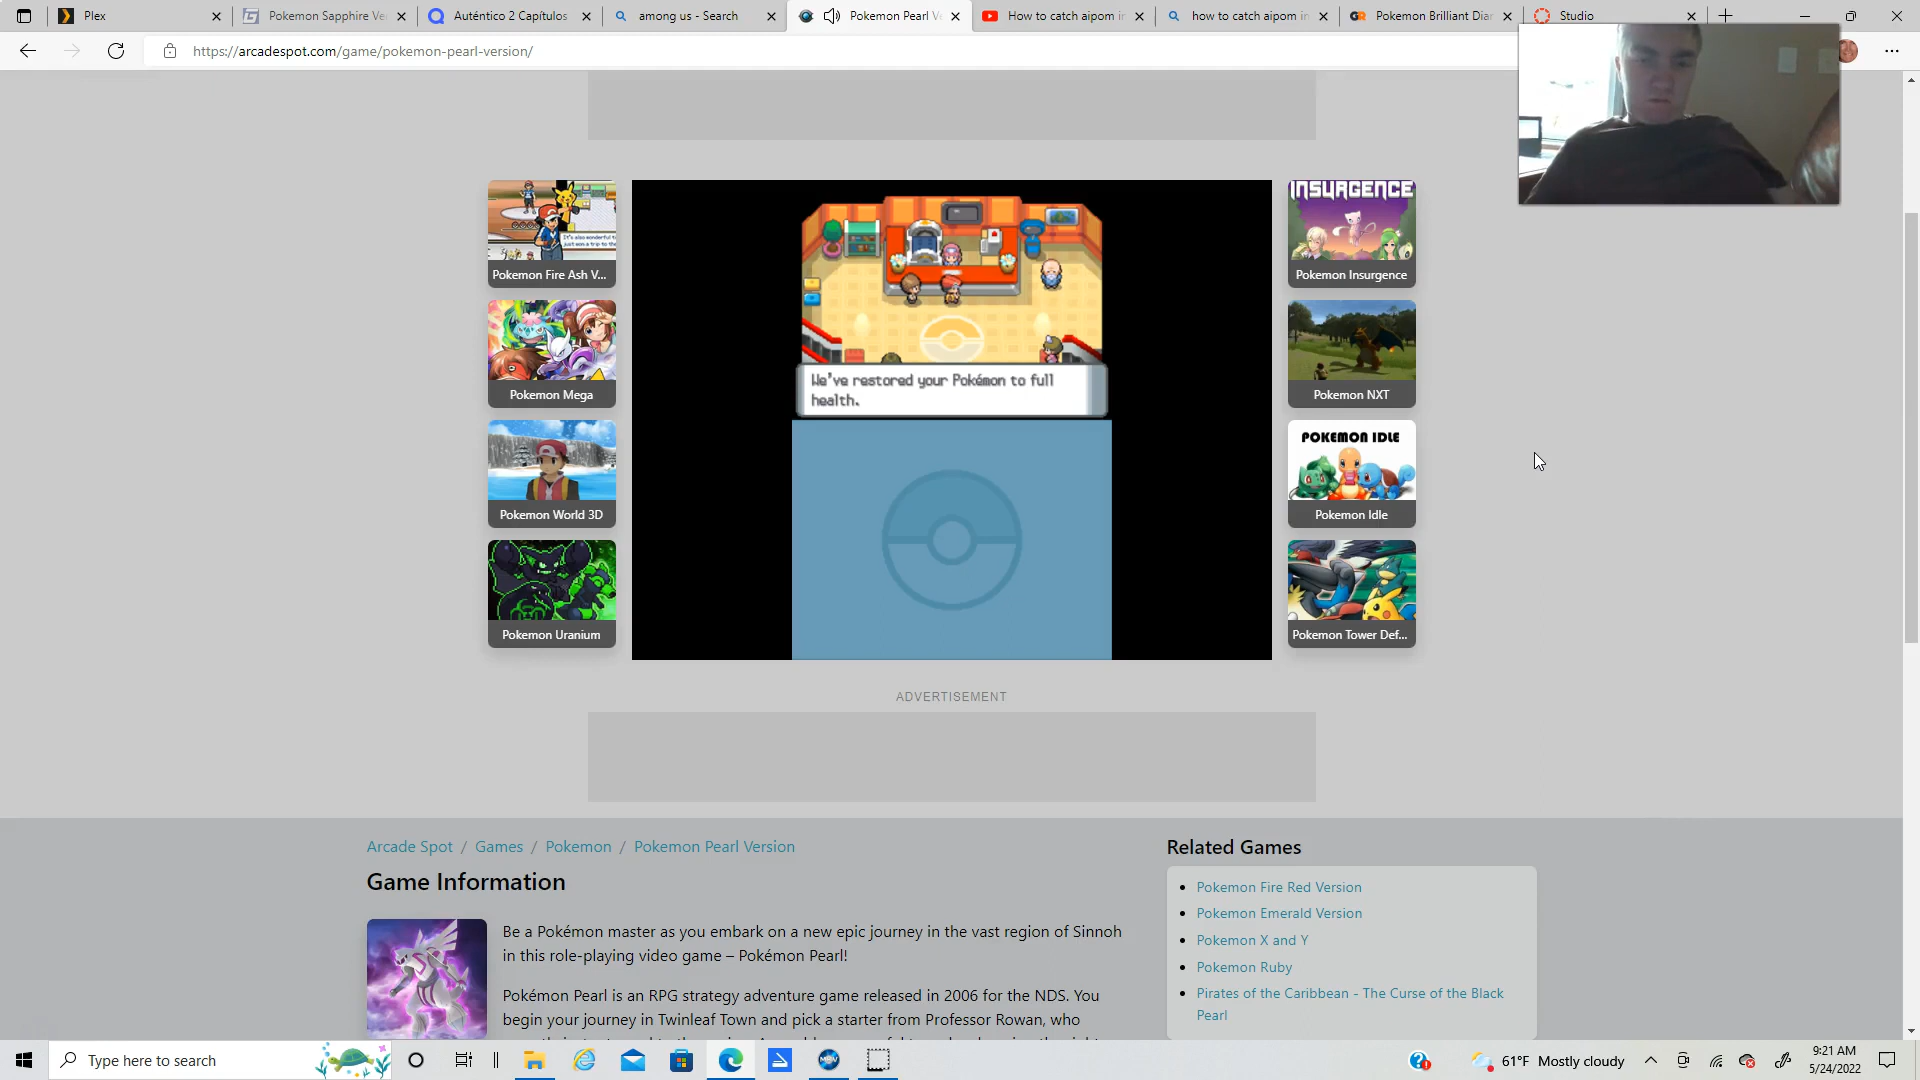 Plex
Pokemon Sapphire Ve
Auténtico 2 Capítulos
among us - Search
Pokemon Pearl V
How to catch aipom in
how to catch aipom in
Pokemon Brilliant Dia
Studio
https://arcadespot.com/game/pokemon-pearl-version/
Pokemon Fire Ash V...
Pokemon Mega
Pokemon World 3D
Pokemon Uranium
We've restored your Pokémon to full
health.
INSURGENCE
Pokemon Insurgence
Pokemon NXT
POKEMON IDLE
Pokemon Idle
Pokemon Tower Def...
ADVERTISEMENT
Arcade Spot / Games / Pokemon / Pokemon Pearl Version
Game Information
Be a Pokémon master as you embark on a new epic journey in the vast region of Sinnoh
in this role-playing video game – Pokémon Pearl!
Pokémon Pearl is an RPG strategy adventure game released in 2006 for the NDS. You
begin your journey in Twinleaf Town and pick a starter from Professor Rowan, who
Related Games
Pokemon Fire Red Version
Pokemon Emerald Version
Pokemon X and Y
Pokemon Ruby
Pirates of the Caribbean - The Curse of the Black
Pearl
Type here to search
61°F Mostly cloudy
9:21 AM
5/24/2022